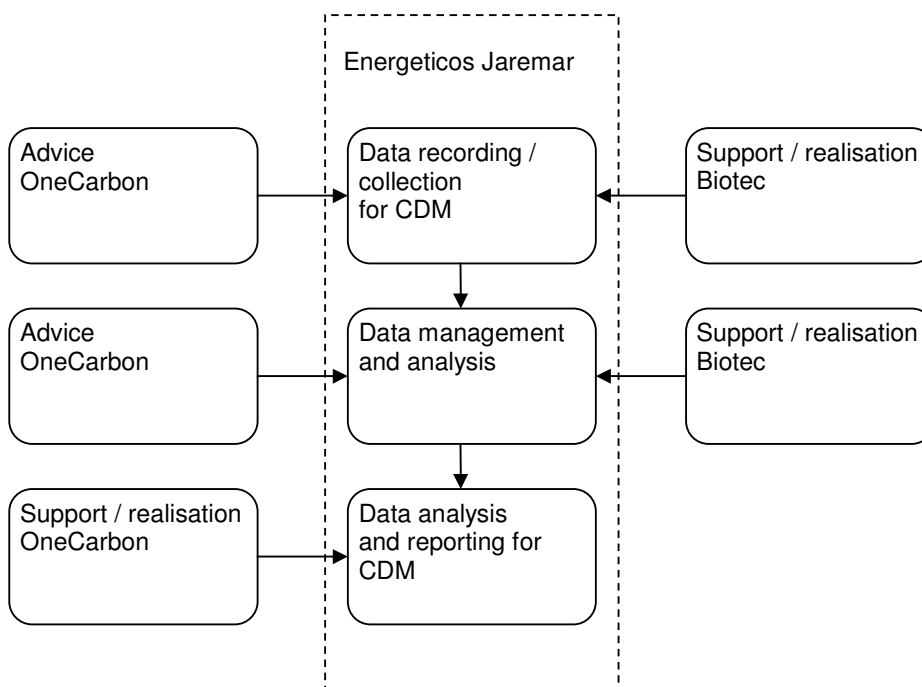 Energeticos Jaremar
Advice
OneCarbon
Data recording /
collection
for CDM
Support / realisation
Biotec
Advice
OneCarbon
Data management
and analysis
Support / realisation
Biotec
Support / realisation
OneCarbon
Data analysis
and reporting for
CDM